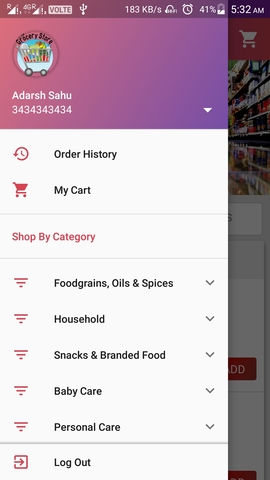 R 4GR VOLTE 183 KB/S 41% 5:32 AM
Grocery Store
Adarsh Sahu
3434343434
Order History
My Cart
Shop By Category
S
Foodgrains, Oils & Spices
Household
Snacks & Branded Food
ADD
Baby Care
Personal Care
Log Out